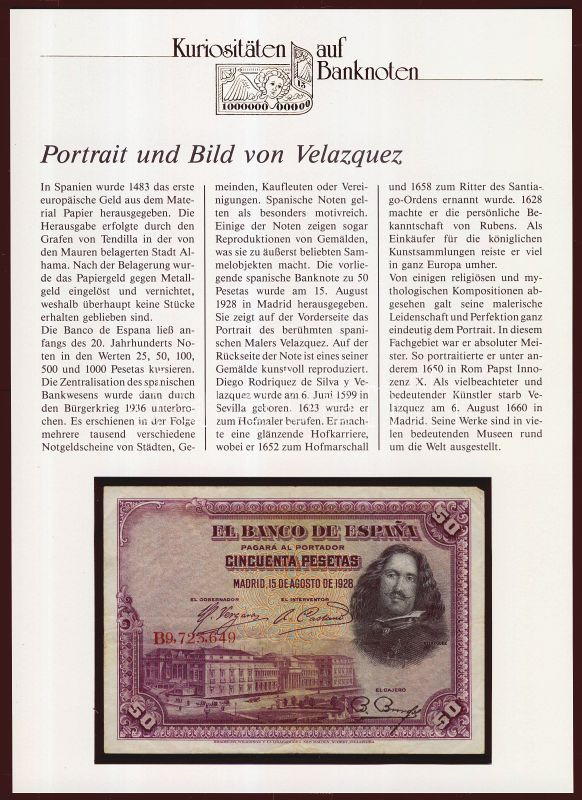 Kuriositäten auf
Banknoten
1000000 00000
15
Portrait und Bild von Velazquez
In Spanien wurde 1483 das erste
europäische Geld aus dem Mate-
rial Papier herausgegeben. Die
Herausgabe erfolgte durch den
Grafen von Tendilla in der von
den Mauren belagerten Stadt Al-
hama. Nach der Belagerung wur-
de das Papiergeld gegen Metall-
geld eingelöst und vernichtet,
weshalb überhaupt keine Stücke
erhalten geblieben sind.
Die Banco de Espana ließ an-
fangs des 20. Jahrhunderts No-
ten in den Werten 25, 50, 100,
500 und 1000 Pesetas kursieren.
Die Zentralisation des spanischen
Bankwesens wurde dann durch
den Bürgerkrieg 1936 unterbro-
chen. Es erschienen in der Folge
mehrere tausend verschiedene
Notgeldscheine von Städten, Ge-
meinden, Kaufleuten oder Verei-
nigungen. Spanische Noten gel-
ten als besonders motivreich.
Einige der Noten zeigen sogar
Reproduktionen von Gemälden,
was sie zu äußerst beliebten Sam-
melobjekten macht. Die vorlie-
gende spanische Banknote zu 50
Pesetas wurde am 15. August
1928 in Madrid herausgegeben.
Sie zeigt auf der Vorderseite das
Portrait des berühmten spani-
schen Malers Velazquez. Auf der
Rückseite der Note ist eines seiner
Gemälde kunstvoll reproduziert.
Diego Rodriquez de Silva y Ve-
lazquez wurde am 6. Juni 1599 in
Sevilla geboren. 1623 wurde er
zum Hofmaler berufen. Er mach-
te eine glänzende Hofkarriere,
wobei er 1652 zum Hofmarschall
und 1658 zum Ritter des Santia-
go-Ordens ernannt wurde. 1628
machte er die persönliche Be-
kanntschaft von Rubens. Als
Einkäufer für die königlichen
Kunstsammlungen reiste er viel
in ganz Europa umher.
Von einigen religiösen und my-
thologischen Kompositionen ab-
gesehen galt seine malerische
Leidenschaft und Perfektion ganz
eindeutig dem Portrait. In diesem
Fachgebiet war er absoluter Mei-
ster. So portraitierte er unter an-
derem 1650 in Rom Papst Inno-
zenz X. Als vielbeachteter und
bedeutender Künstler starb Ve-
lazquez am 6. August 1660 in
Madrid. Seine Werke sind in vie-
len bedeutenden Museen rund
um die Welt ausgestellt.
50 50
EL BANCO DE ESPAÑA
PAGARÁ AL PORTADOR
CINCUENTA PESETAS
MADRID, 15 DE AGOSTO DE 1928
EL GOBERNADOR EL INTERVENTOR
B9,723,649
VELAZQUEZ
EL CAJERO
50 50